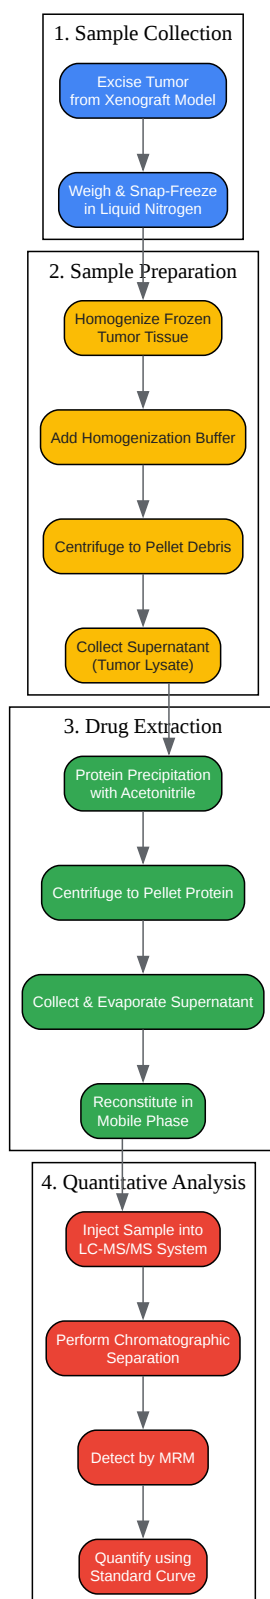 1. Sample Collection
Excise Tumor
from Xenograft Model
Weigh & Snap-Freeze
in Liquid Nitrogen
2. Sample Preparation
Homogenize Frozen
Tumor Tissue
Add Homogenization Buffer
Centrifuge to Pellet Debris
Collect Supernatant
(Tumor Lysate)
3. Drug Extraction
Protein Precipitation
with Acetonitrile
Centrifuge to Pellet Protein
Collect & Evaporate Supernatant
Reconstitute in
Mobile Phase
4. Quantitative Analysis
Inject Sample into
LC-MS/MS System
Perform Chromatographic
Separation
Detect by MRM
Quantify using
Standard Curve